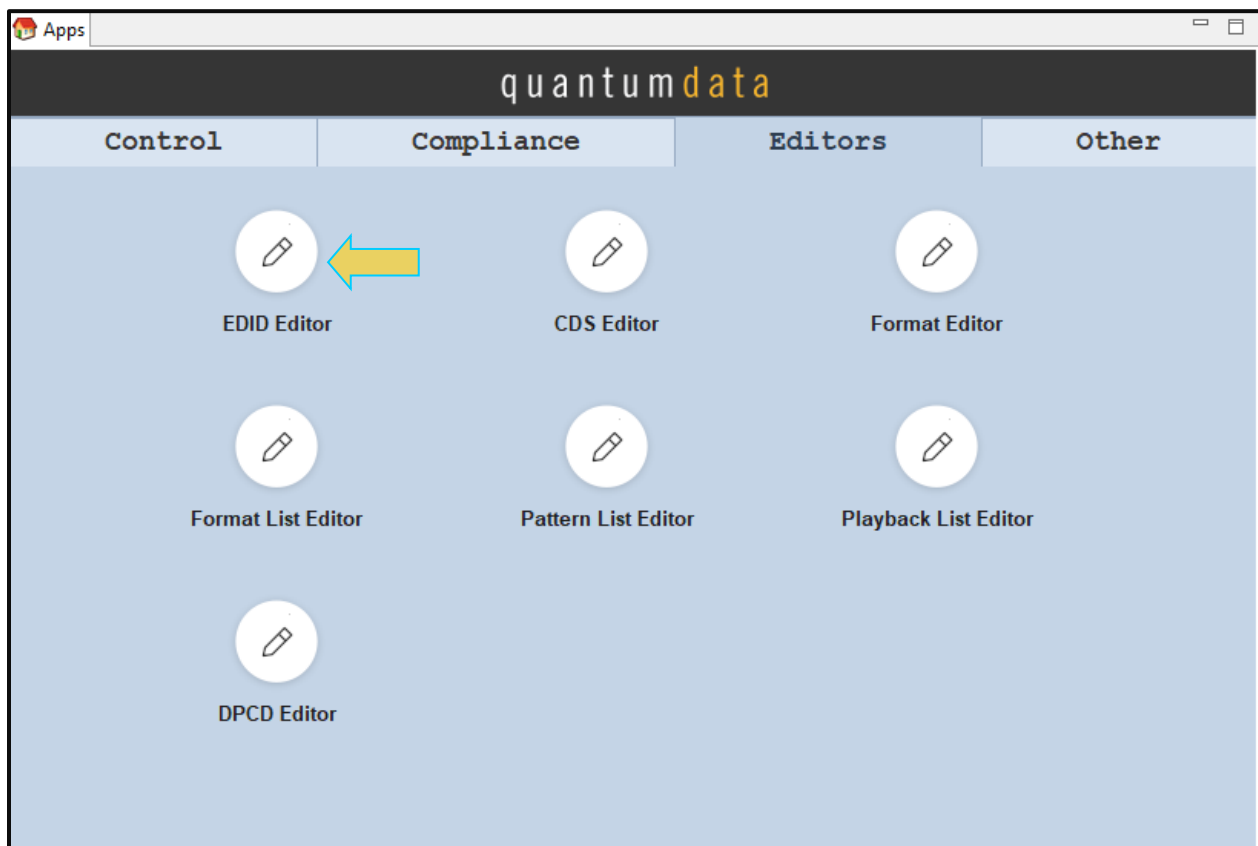 Apps
quantumdata
Control Compliance Editors Other
EDID Editor CDS Editor Format Editor
Format List Editor Pattern List Editor Playback List Editor
DPCD Editor